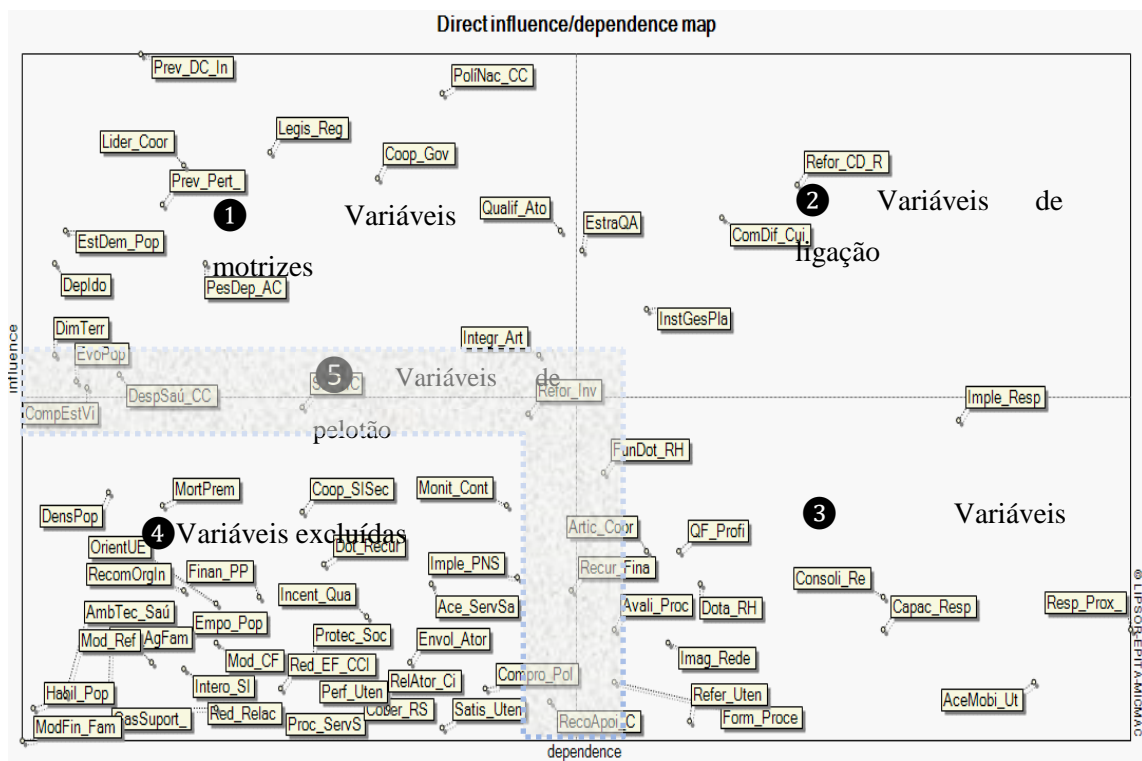 Direct influence/dependence map
Prev_DC_In
PolíNac_CC
Legis_Reg
Lider_Coor
Coop_Gov
Refor_CD_R
Prev_Pert_
❶ Variáveis
motrizes
Qualif_Ato
EstraQA
❷ Variáveis de
ligação
ComDif_Cui
EstDem_Pop
DepIdo
PesDep_AC
InstGesPla
DimTerr
Integr_Art
EvoPop
❺ Variáveis de
pelotão
DespSaú_CC
Refor_Inv
Imple_Resp
CompEstVi
influence
FunDot_RH
MortPrem
Coop_SISec
Monit_Cont
DensPop
❸ Variáveis
❹ Variáveis excluídas
Artic_Coor
QF_Profi
OrientUE
Dot_Recur
RecomOrgIn
Finan_PP
Imple_PNS
Recur_Fina
Consoli_Re
Incent_Qua
Ace_ServSa
Avali_Proc
Dota_RH
Capac_Resp
Resp_Prox_
AmbTec_Saú
Empo_Pop
Mod_Ref
AgFam
Protec_Soc
Envol_Ator
Mod_CF
Red_EF_CCI
Imag_Rede
Intero_SI
RelAtor_Ci
Compro_Pol
Habil_Pop
Perf_Uten
Refer_Uten
AceMobi_Ut
GasSuport_
Red_Relac
Cober_RS
Satis_Uten
RecoApoi_C
Form_Proce
ModFin_Fam
Proc_ServS
dependence
© LIPSOR-EPITA-MICMAC